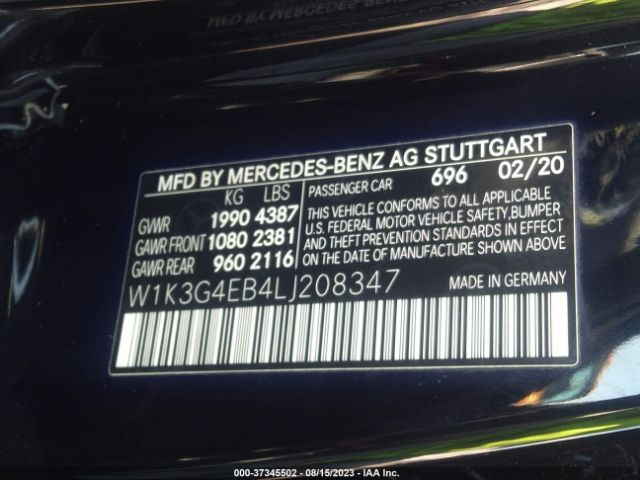 MFD BY MERCEDES-BENZ AG STUTTGART
KG LBS
GVWR 1990 4387
GAWR FRONT 1080 2381
GAWR REAR 960 2116
PASSENGER CAR 696 02/20
THIS VEHICLE CONFORMS TO ALL APPLICABLE
U.S. FEDERAL MOTOR VEHICLE SAFETY, BUMPER
AND THEFT PREVENTION STANDARDS IN EFFECT
ON THE DATE OF MANUFACTURE SHOWN ABOVE.
W1K3G4EB4LJ208347
MADE IN GERMANY
000-37345502 - 08/15/2023 - IAA Inc.